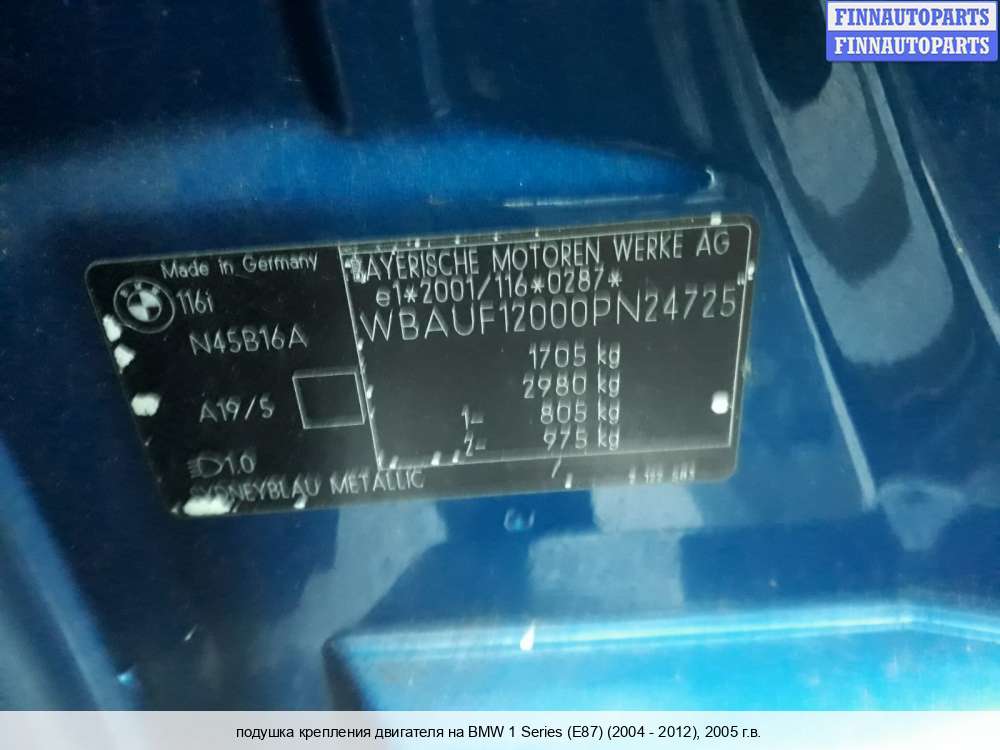 FINNAUTOPARTS
FINNAUTOPARTS
Made in Germany
116i
N45B16A
A19/5
1.0
SYDNEYBLAU METALLIC
BAYERISCHE MOTOREN WERKE AG
e1*2001/116*0287*
WBAUF12000PN24725
1705 kg
2980 kg
1- 805 kg
2- 975 kg
подушка крепления двигателя на BMW 1 Series (E87) (2004 - 2012), 2005 г.в.